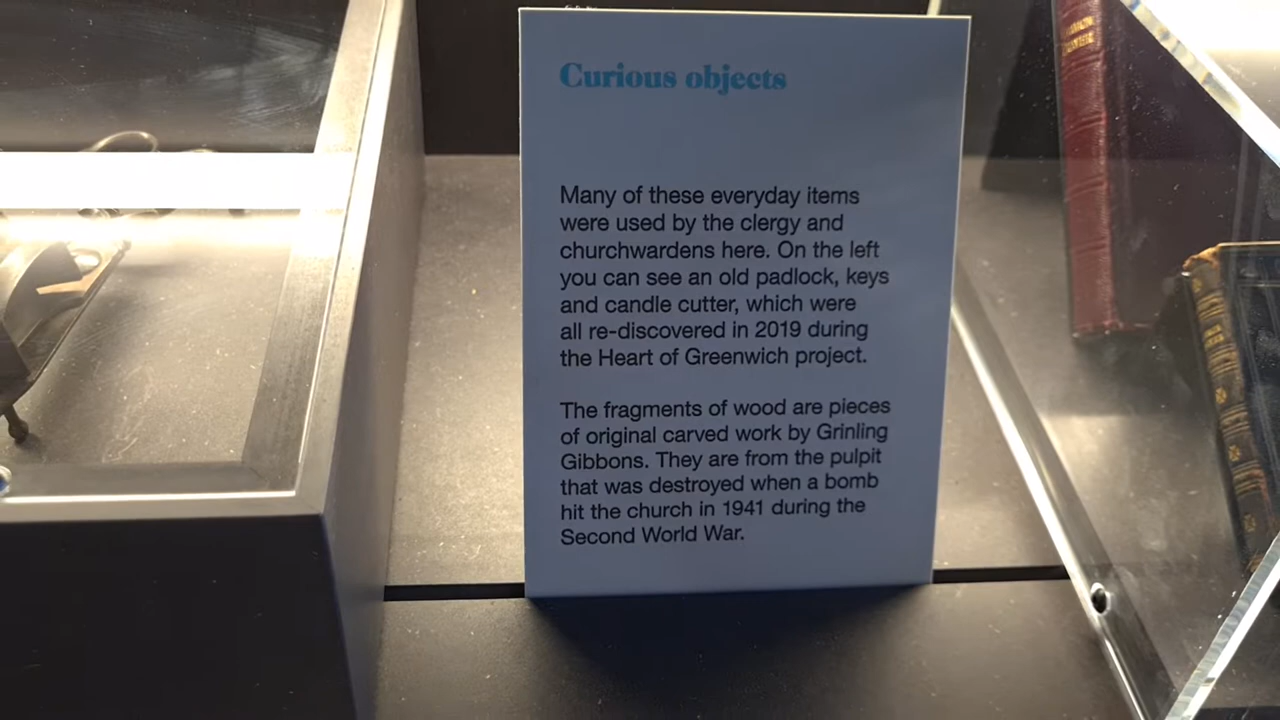 Curious objects
Many of these everyday items
were used by the clergy and
churchwardens here. On the left
you can see an old padlock, keys
and candle cutter, which were
all re-discovered in 2019 during
the Heart of Greenwich project.
The fragments of wood are pieces
of original carved work by Grinling
Gibbons. They are from the pulpit
that was destroyed when a bomb
hit the church in 1941 during the
Second World War.